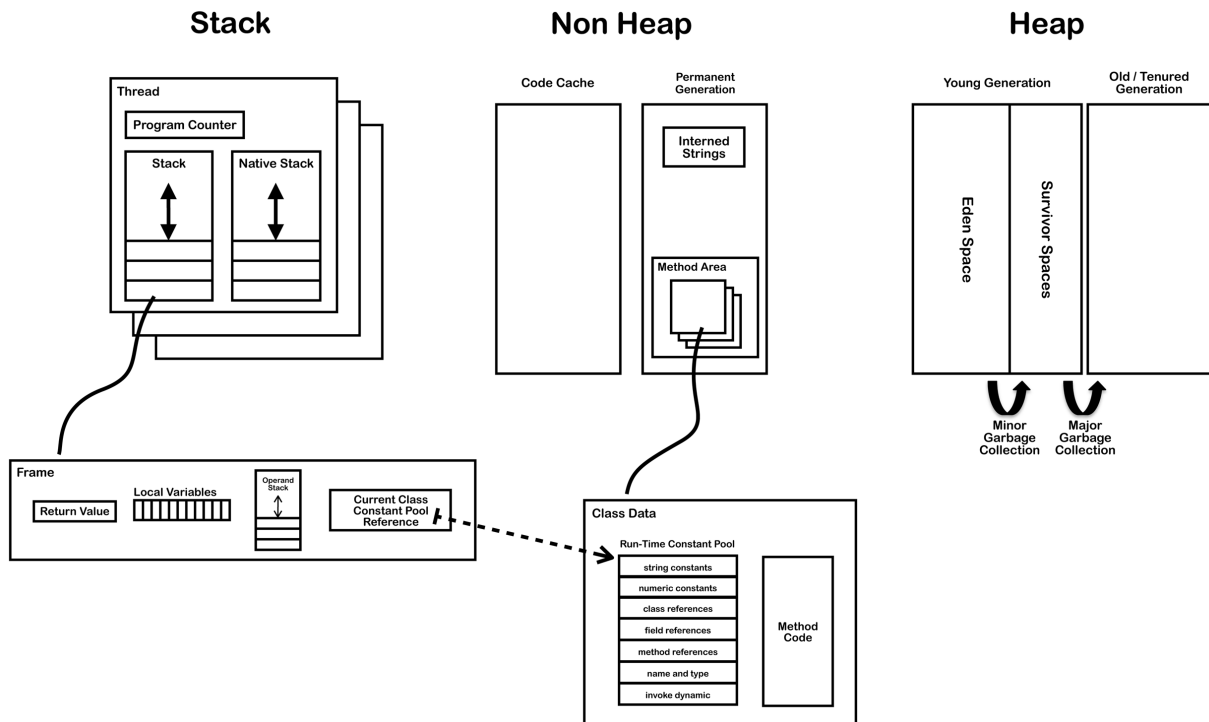 Stack
Non Heap
Heap
Thread
Program Counter
Stack
Native Stack
Code Cache
Permanent
Generation
Interned
Strings
Method Area
Young Generation
Old / Tenured
Generation
Eden Space
Survivor Spaces
Minor
Garbage
Collection
Major
Garbage
Collection
Frame
Return Value
Local Variables
Operand
Stack
Current Class
Constant Pool
Reference
Class Data
Run-Time Constant Pool
string constants
numeric constants
class references
field references
method references
name and type
invoke dynamic
Method
Code